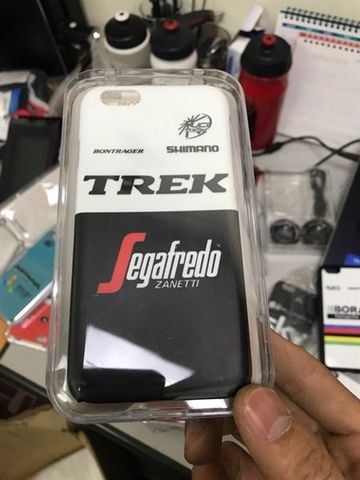 BONTRAGER
SHIMANO
TREK
Segafredo
ZANETTI
BORA